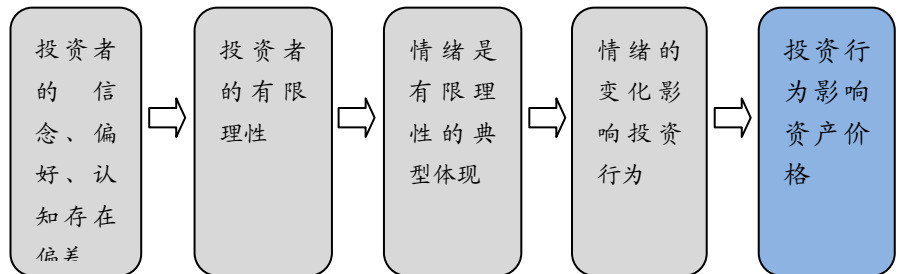 投资者
的信
念、偏
好、认
知存在
偏差
投资者
的有限
理性
情绪是
有限理
性的典
型体现
情绪的
变化影
响投资
行为
投资行
为影响
资产价
格